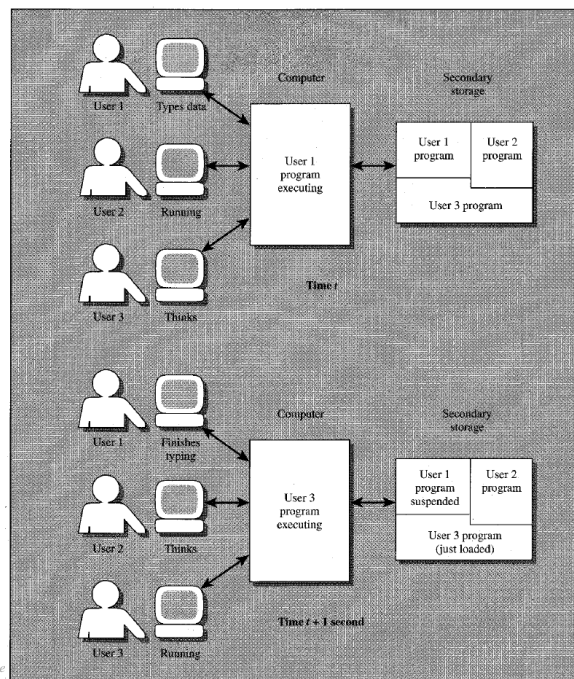 Computer
Secondary
storage
User 1
Types data
User 1
program
executing
User 1
program
User 2
program
User 2
Running
User 3 program
User 3
Thinks
Time t
Computer
Secondary
storage
User 1
Finishes
typing
User 3
program
executing
User 1
program
suspended
User 2
program
User 2
Thinks
User 3 program
(just loaded)
User 3
Running
Time t + 1 second